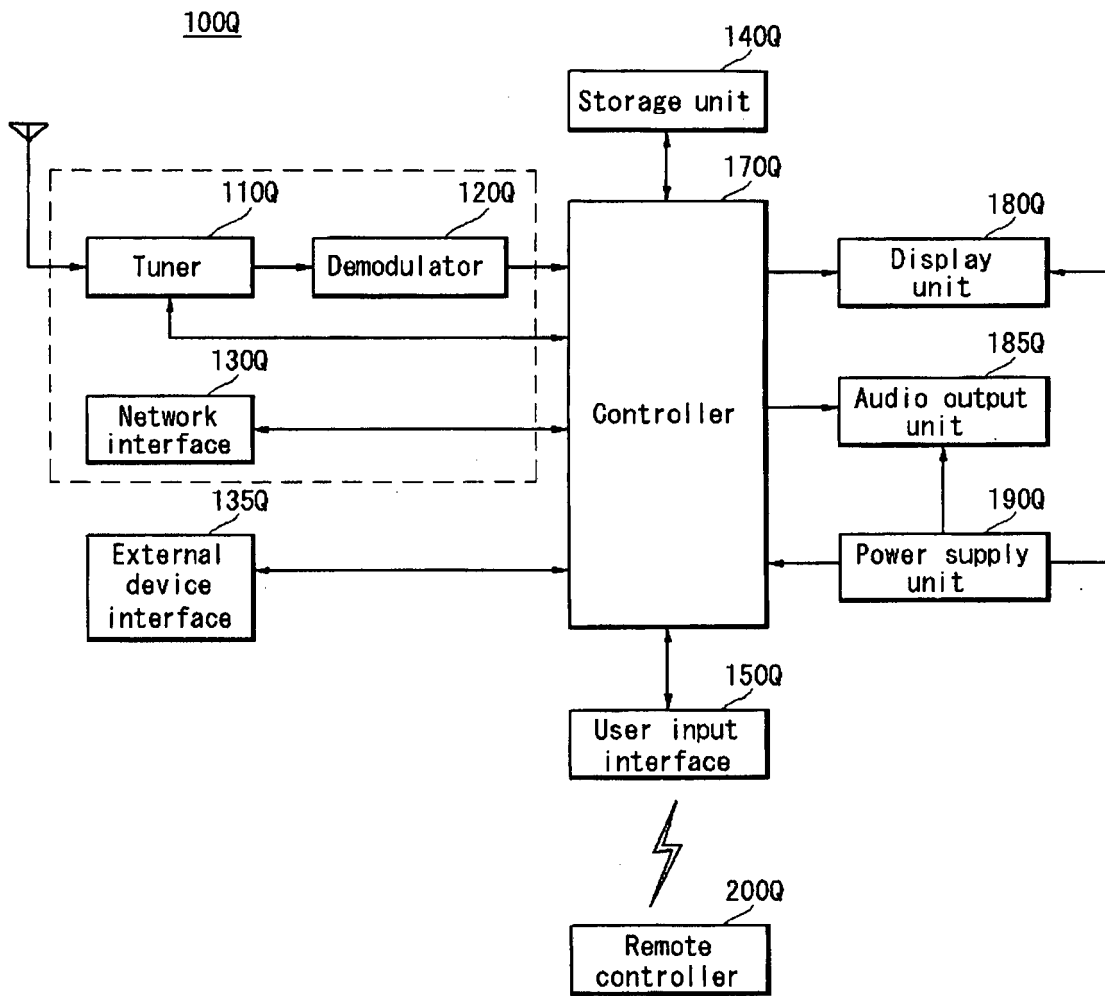 100Q
140Q
Storage unit
110Q
Tuner
120Q
Demodulator
170Q
Controller
180Q
Display
unit
130Q
Network
interface
185Q
Audio output
unit
135Q
External
device
interface
190Q
Power supply
unit
150Q
User input
interface
200Q
Remote
controller